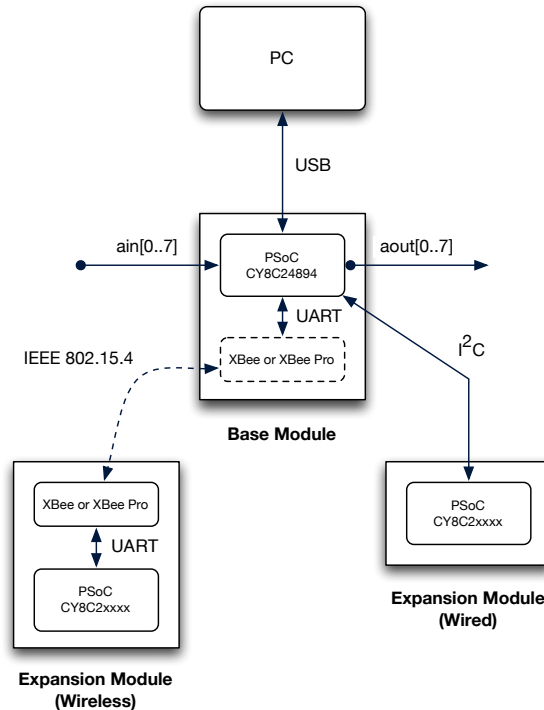 PC
USB
ain[0..7]
PSoC
CY8C24894
aout[0..7]
UART
XBee or XBee Pro
I²C
IEEE 802.15.4
Base Module
XBee or XBee Pro
UART
PSoC
CY8C2xxxx
Expansion Module
(Wireless)
PSoC
CY8C2xxxx
Expansion Module
(Wired)